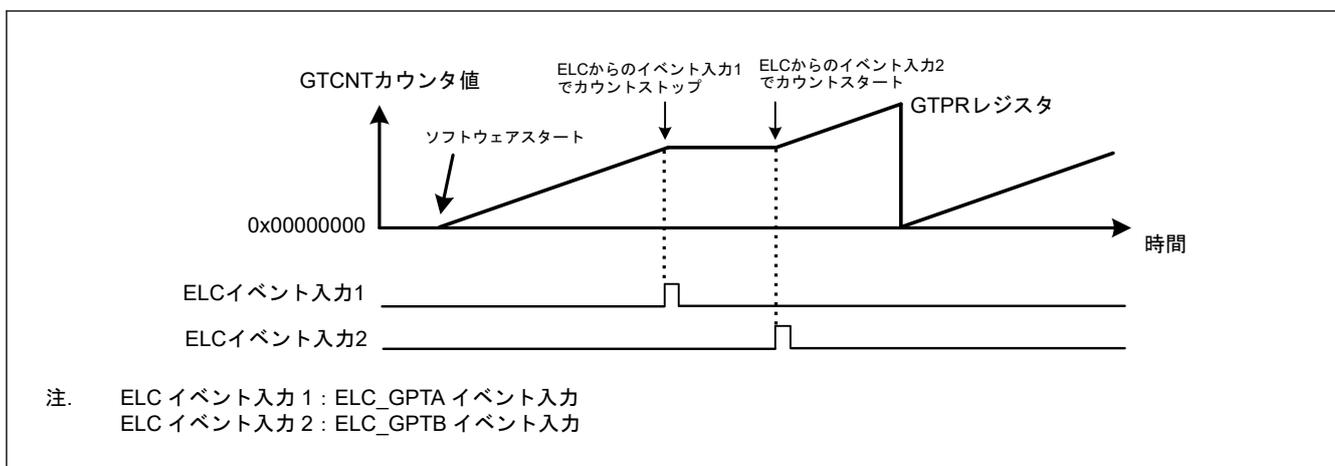 GTCNTカウンタ値
ELCからのイベント入力1
でカウントストップ
ELCからのイベント入力2
でカウントスタート
GTPRレジスタ
ソフトウェアスタート
0x00000000
時間
ELCイベント入力1
ELCイベント入力2
注. ELC イベント入力 1：ELC_GPTA イベント入力
ELC イベント入力 2：ELC_GPTB イベント入力